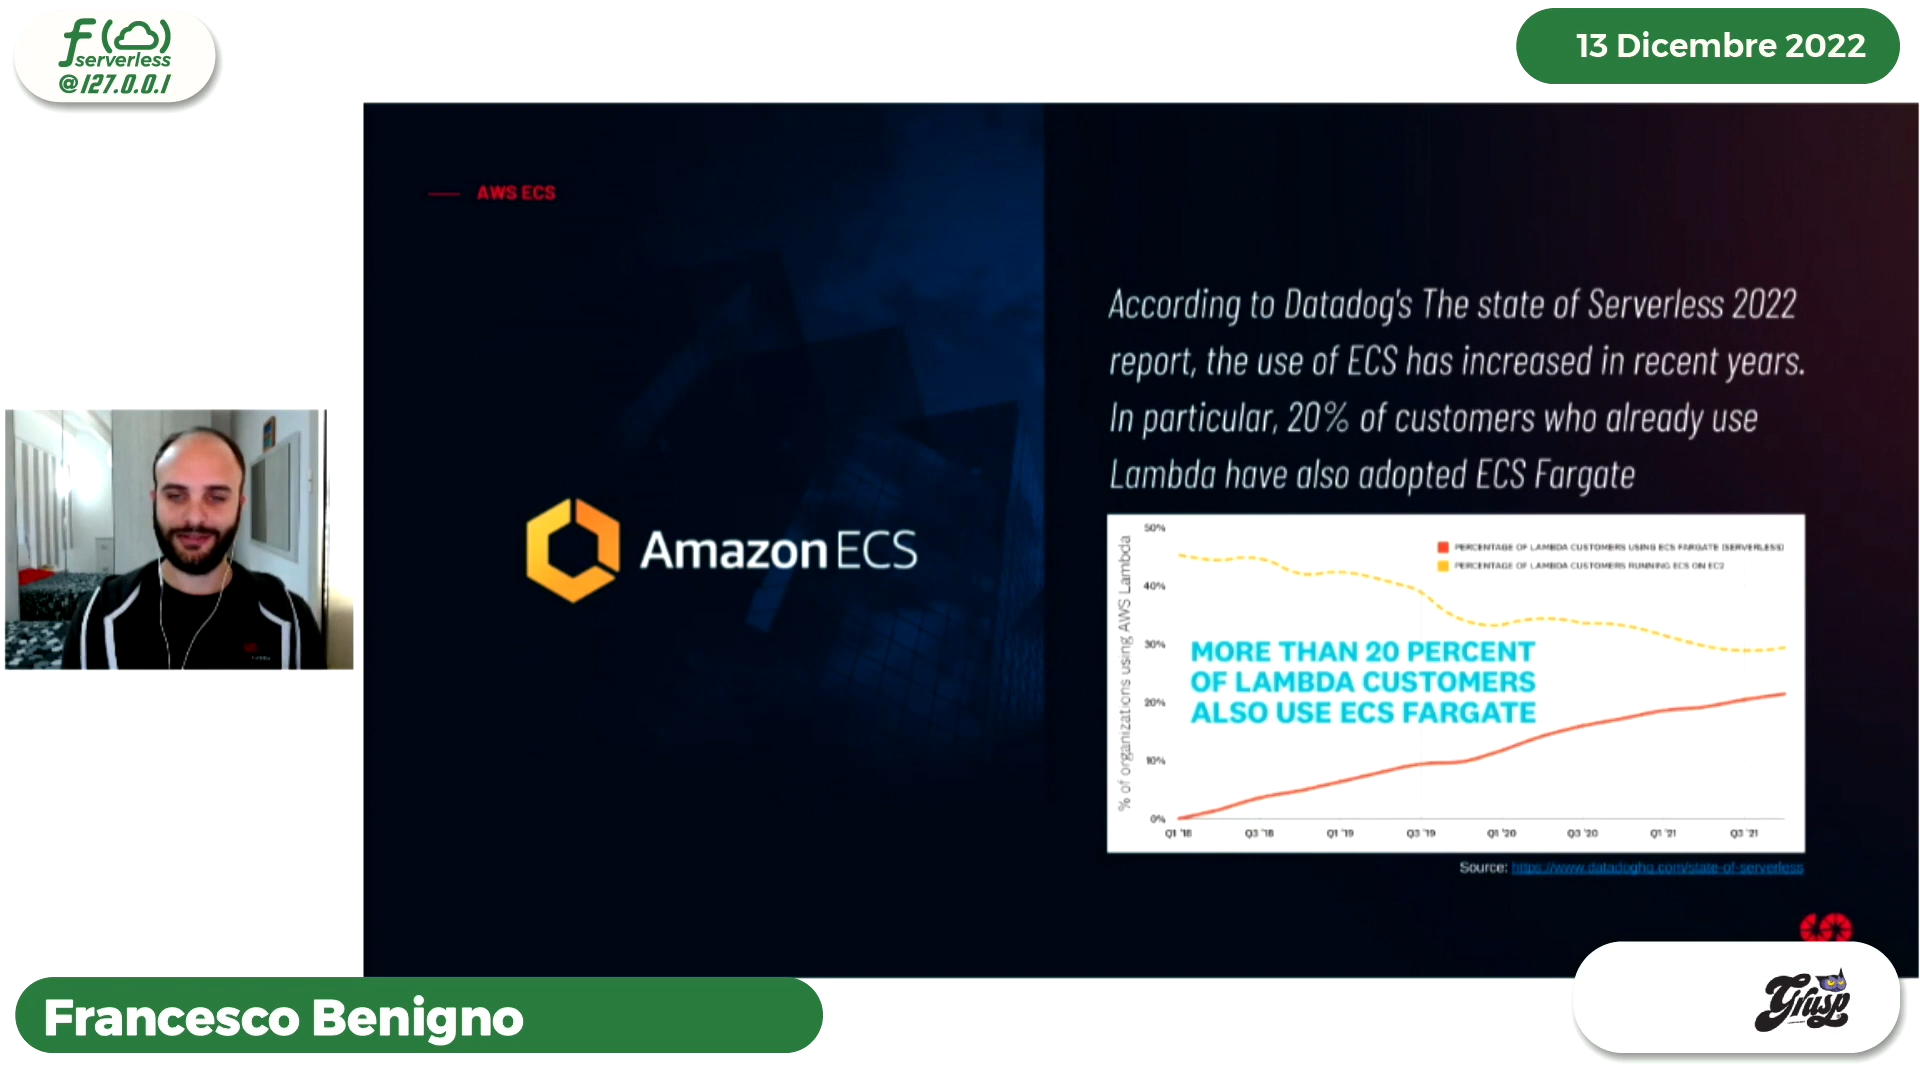 f()
serverless
@127.0.0.1
13 Dicembre 2022
AWS ECS
Amazon ECS
According to Datadog's The state of Serverless 2022
report, the use of ECS has increased in recent years.
In particular, 20% of customers who already use
Lambda have also adopted ECS Fargate
% of organizations using AWS Lambda
50%
40%
30%
20%
10%
0%
PERCENTAGE OF LAMBDA CUSTOMERS USING ECS FARGATE (SERVERLESS)
PERCENTAGE OF LAMBDA CUSTOMERS RUNNING ECS ON EC2
MORE THAN 20 PERCENT
OF LAMBDA CUSTOMERS
ALSO USE ECS FARGATE
Q1 '18
Q3 '18
Q1 '19
Q3 '19
Q1 '20
Q3 '20
Q1 '21
Q3 '21
Source: https://www.datadoghq.com/state-of-serverless
Francesco Benigno
Grusp